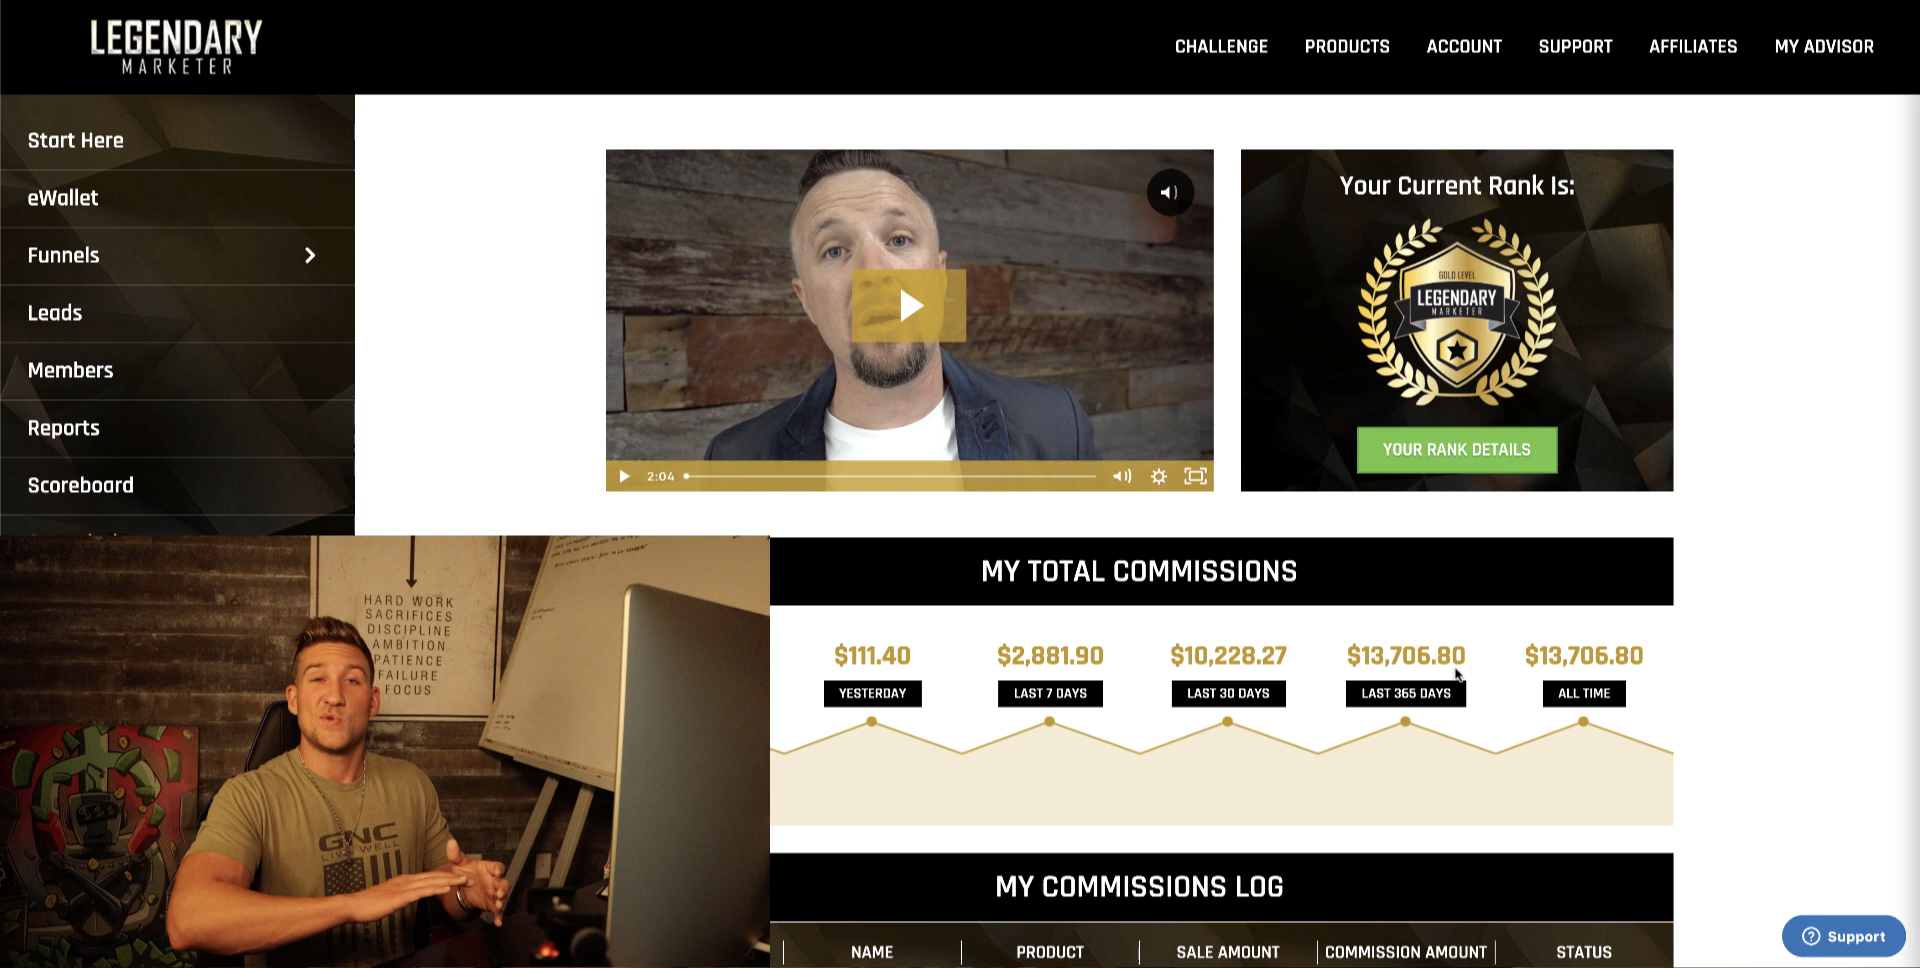 LEGENDARY
MARKETER
CHALLENGE PRODUCTS ACCOUNT SUPPORT AFFILIATES MY ADVISOR
Start Here
eWallet
Funnels
Leads
Members
Reports
Scoreboard
2:04
Your Current Rank Is:
GOLD LEVEL
LEGENDARY
MARKETER
YOUR RANK DETAILS
HARD WORK
SACRIFICES
DISCIPLINE
AMBITION
PATIENCE
FAILURE
FOCUS
GNC
LIVE WELL
MY TOTAL COMMISSIONS
$111.40 $2,881.90 $10,228.27 $13,706.80 $13,706.80
YESTERDAY LAST 7 DAYS LAST 30 DAYS LAST 365 DAYS ALL TIME
MY COMMISSIONS LOG
NAME PRODUCT SALE AMOUNT COMMISSION AMOUNT STATUS
Support